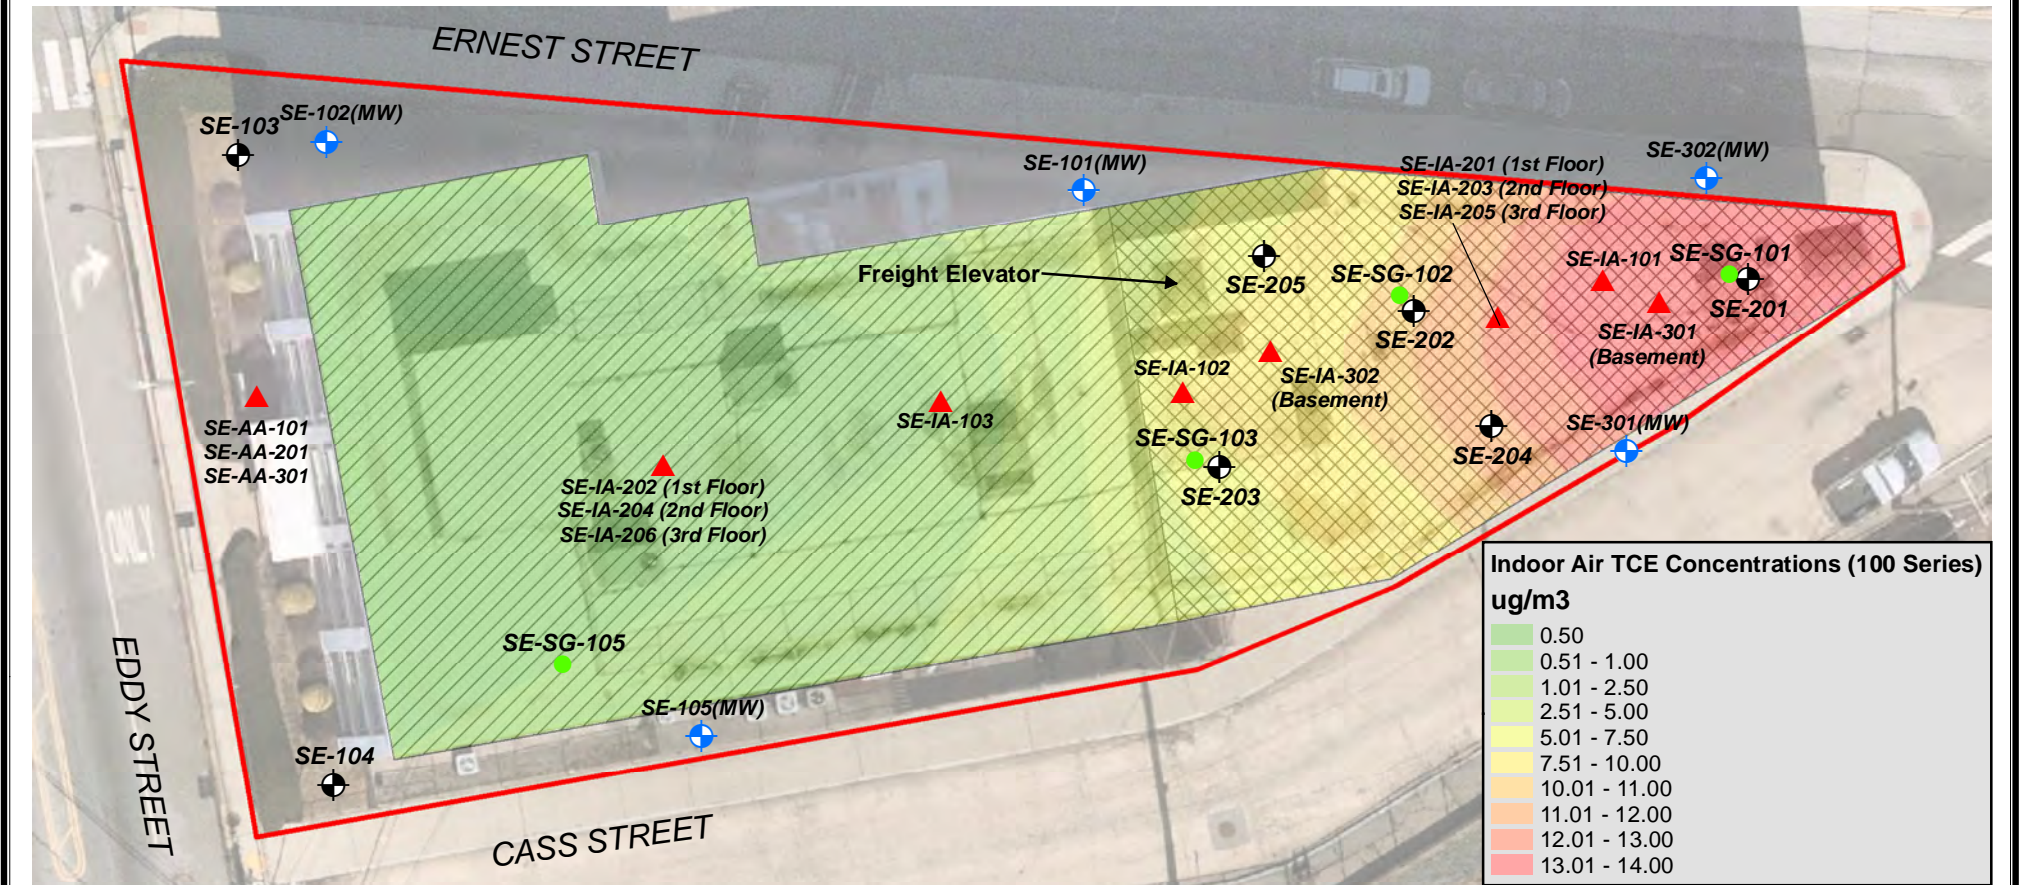 ERNEST STREET
SE-103
SE-102(MW)
SE-101(MW)
SE-IA-201 (1st Floor)
SE-IA-203 (2nd Floor)
SE-IA-205 (3rd Floor)
SE-302(MW)
Freight Elevator
SE-205
SE-SG-102
SE-202
SE-IA-101
SE-SG-101
SE-201
SE-IA-301
(Basement)
SE-IA-102
SE-IA-302
(Basement)
SE-IA-103
SE-AA-101
SE-AA-201
SE-AA-301
SE-SG-103
SE-203
SE-204
SE-301(MW)
SE-IA-202 (1st Floor)
SE-IA-204 (2nd Floor)
SE-IA-206 (3rd Floor)
ONLY
SE-SG-105
SE-105(MW)
SE-104
EDDY STREET
CASS STREET
Indoor Air TCE Concentrations (100 Series)
ug/m3
0.50
0.51 - 1.00
1.01 - 2.50
2.51 - 5.00
5.01 - 7.50
7.51 - 10.00
10.01 - 11.00
11.01 - 12.00
12.01 - 13.00
13.01 - 14.00